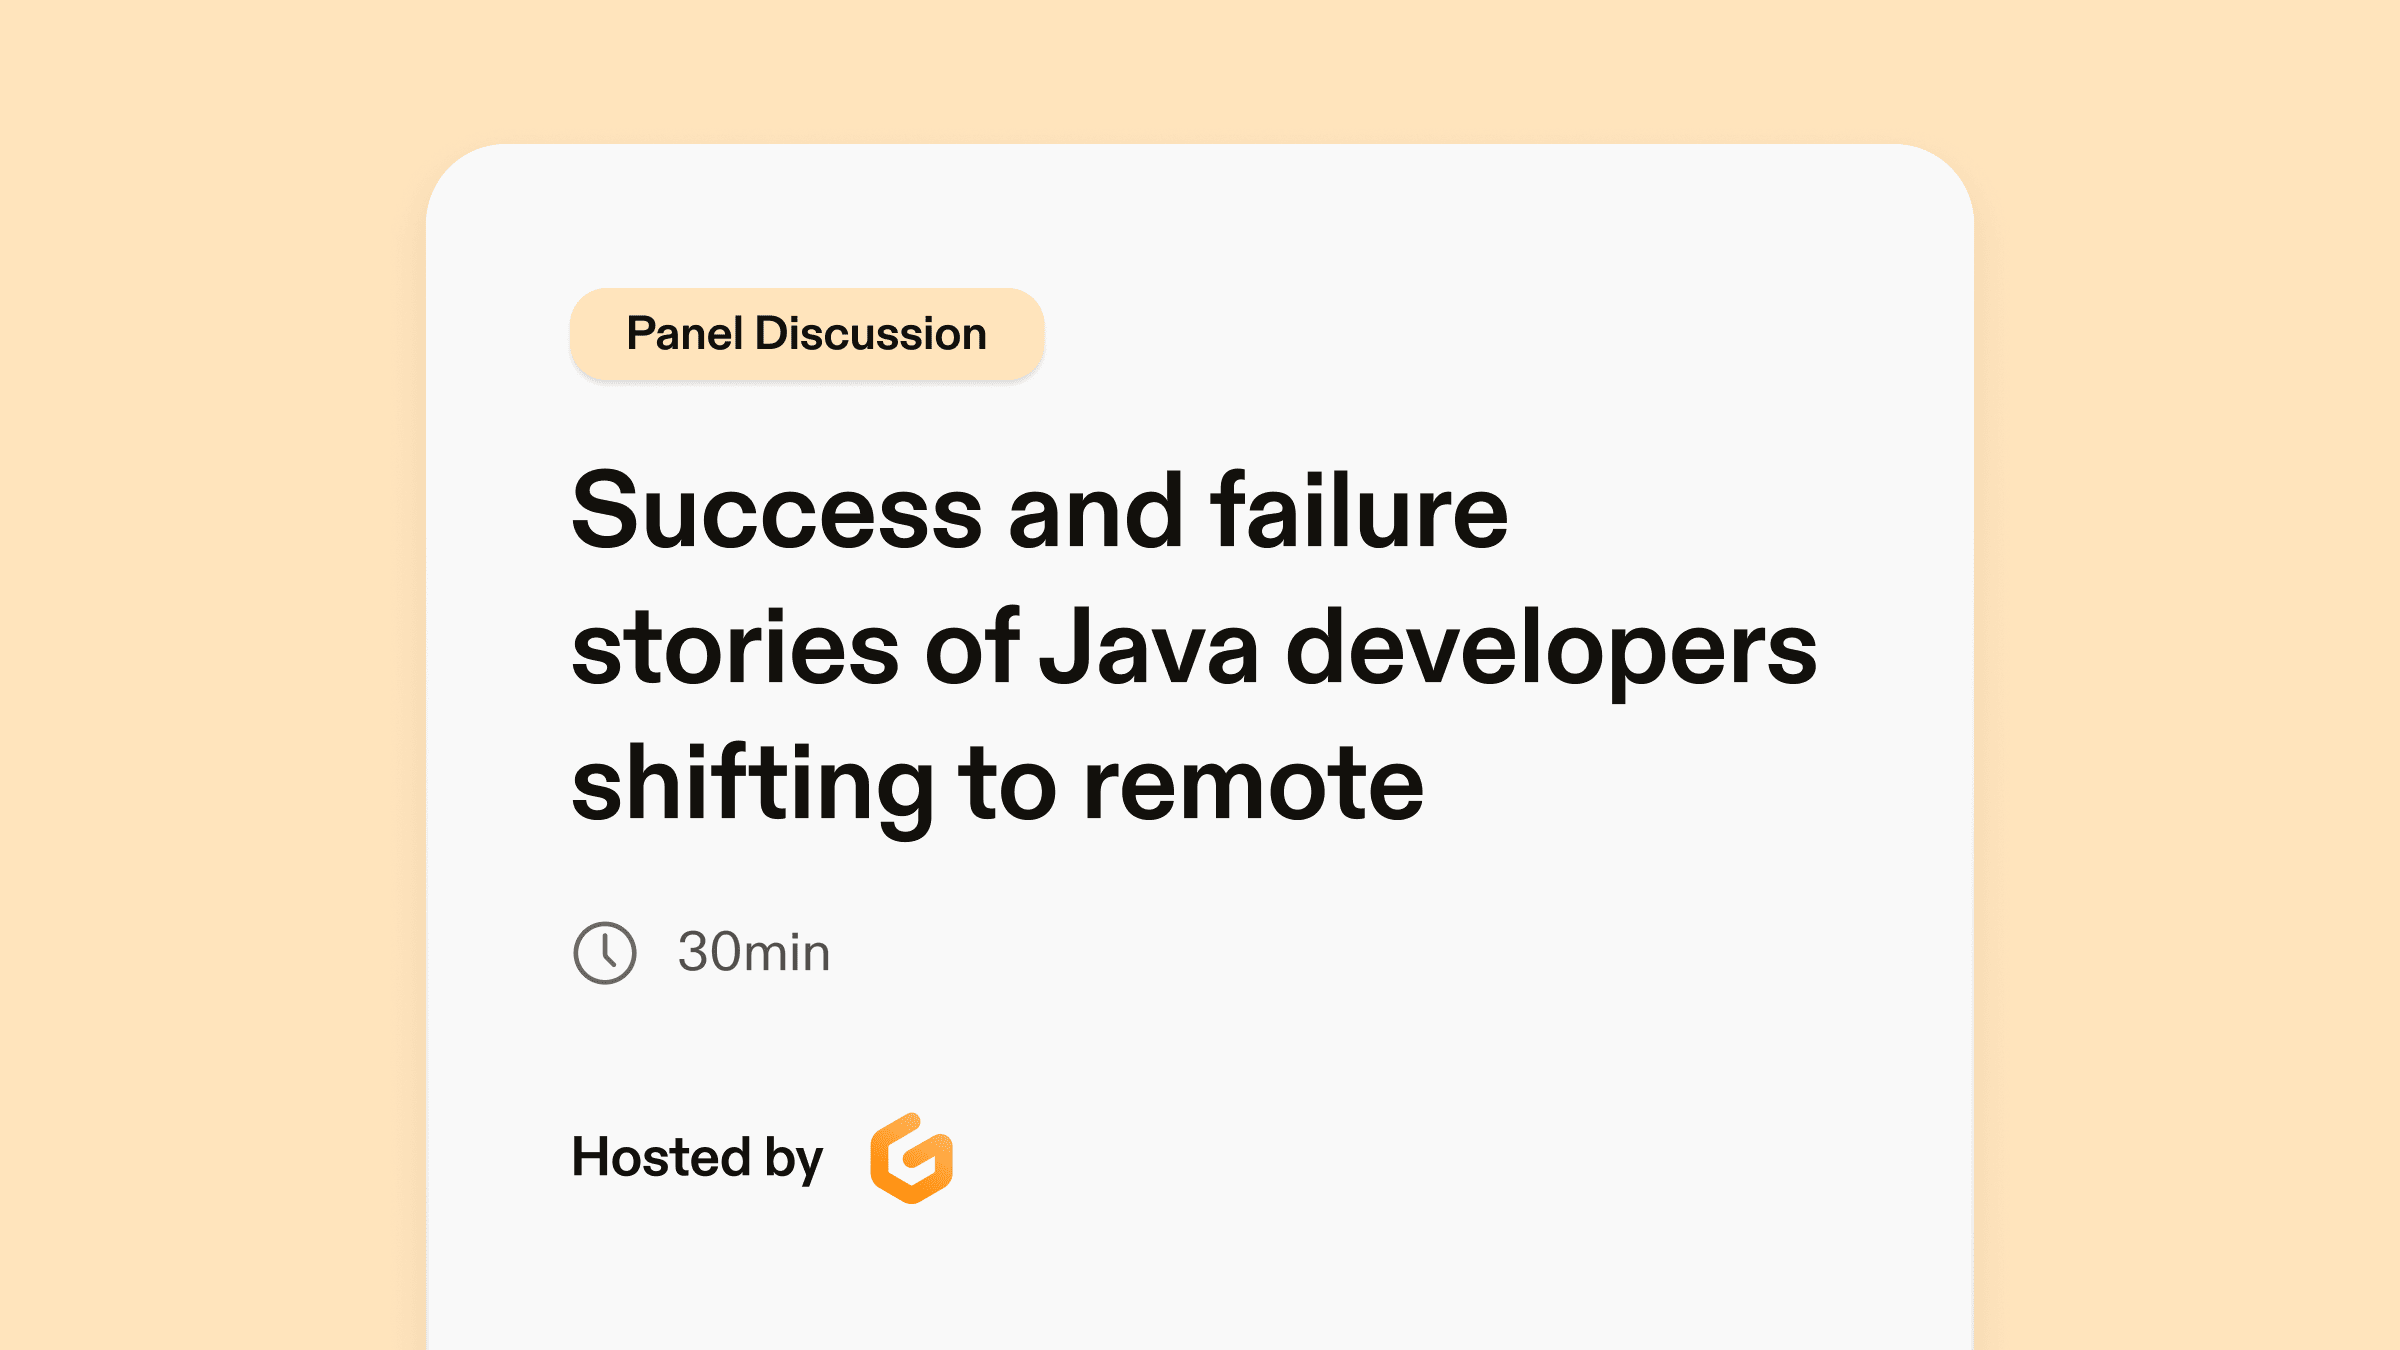 Panel Discussion
Success and failure
stories of Java developers
shifting to remote
30min
Hosted by